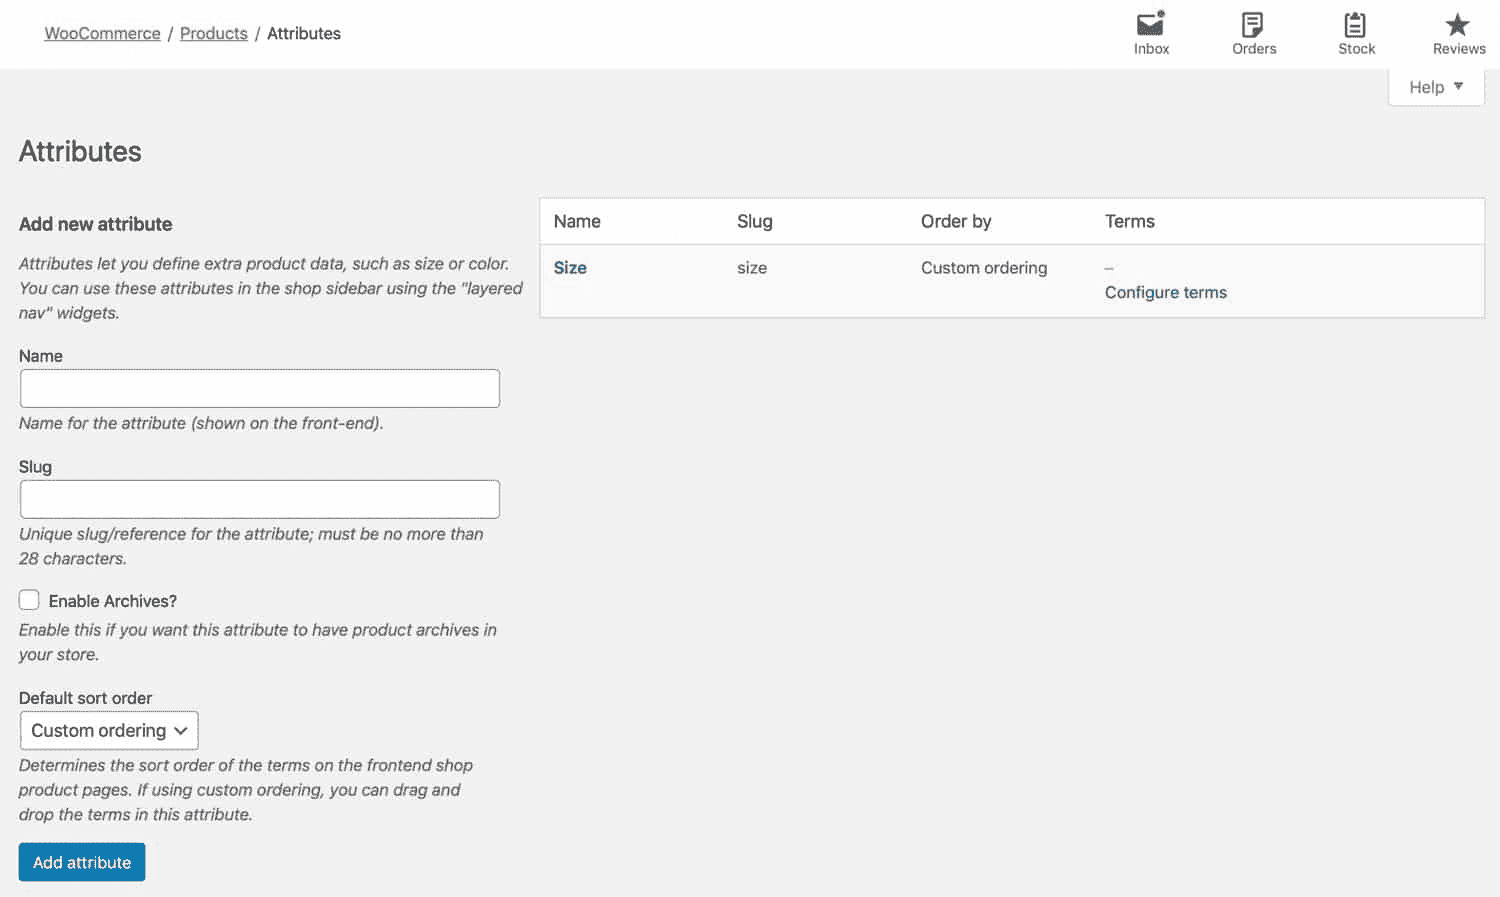 WooCommerce / Products / Attributes
Inbox
Orders
Stock
Reviews
Help
Attributes
Add new attribute
Attributes let you define extra product data, such as size or color.
You can use these attributes in the shop sidebar using the "layered
nav" widgets.
Name
Name for the attribute (shown on the front-end).
Slug
Unique slug/reference for the attribute; must be no more than
28 characters.
Enable Archives?
Enable this if you want this attribute to have product archives in
your store.
Default sort order
Custom ordering
Determines the sort order of the terms on the frontend shop
product pages. If using custom ordering, you can drag and
drop the terms in this attribute.
Add attribute
Name Slug Order by Terms
Size size Custom ordering –
Configure terms